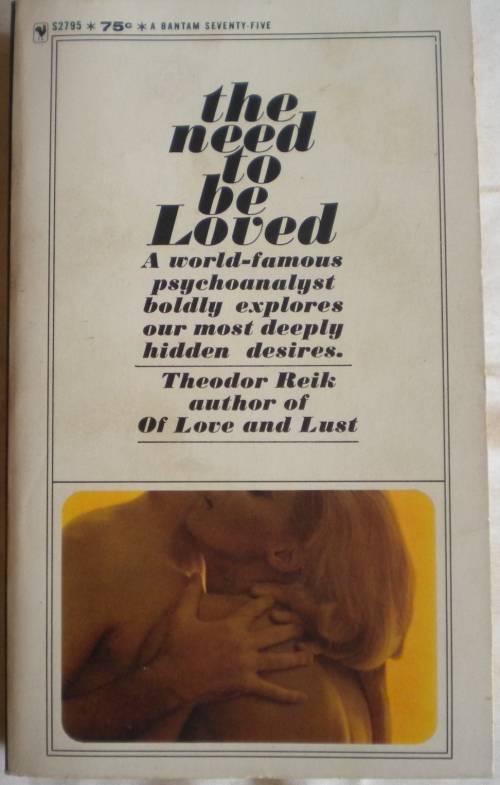 S2795 * 75c * A BANTAM SEVENTY-FIVE
the
need
to
be
Loved
A world-famous
psychoanalyst
boldly explores
our most deeply
hidden desires.
Theodor Reik
author of
Of Love and Lust